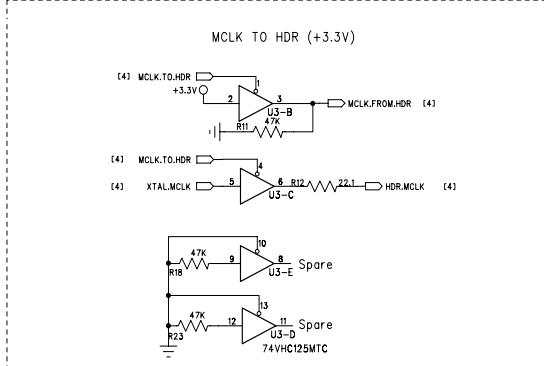 MCLK TO HDR (+3.3V)
[4] MCLK.TO.HDR
1
+3.3V
2 3 MCLK.FROM.HDR [4]
U3-B
R11 47K
[4] MCLK.TO.HDR
4
[4] XTAL.MCLK 5 6 R12 22.1 HDR.MCLK [4]
U3-C
10
47K
9 8 Spare
R18 U3-E
13
47K
12 11 Spare
R23 U3-D
74VHC125MTC